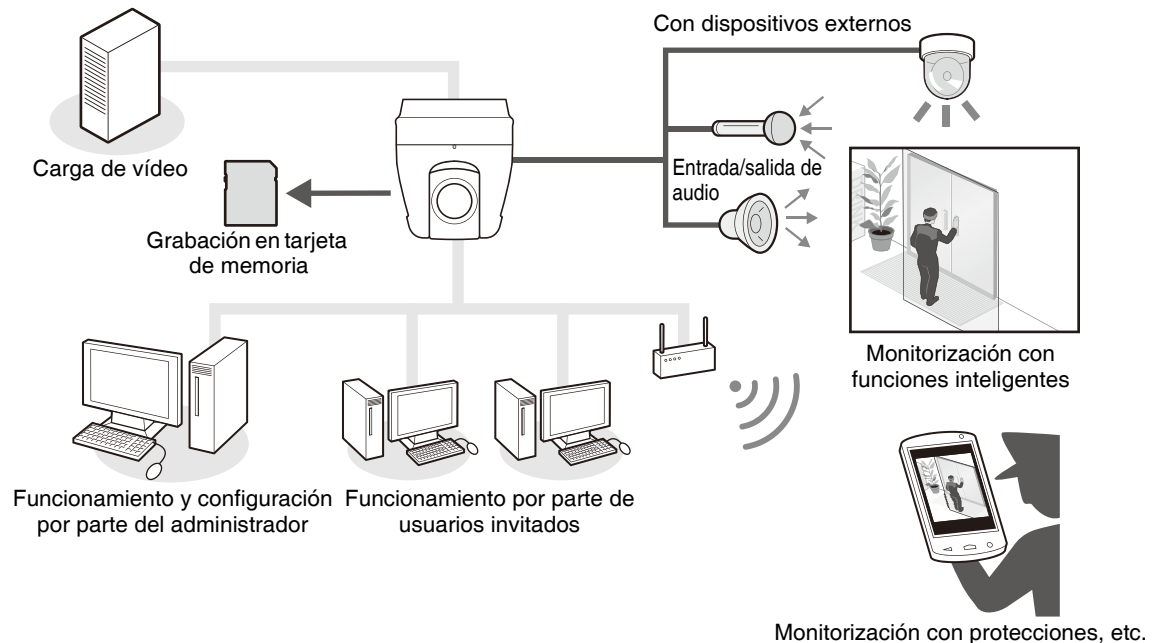 Con dispositivos externos
Carga de vídeo
Entrada/salida de
audio
Grabación en tarjeta
de memoria
Monitorización con
funciones inteligentes
Funcionamiento y configuración
por parte del administrador
Funcionamiento por parte de
usuarios invitados
Monitorización con protecciones, etc.